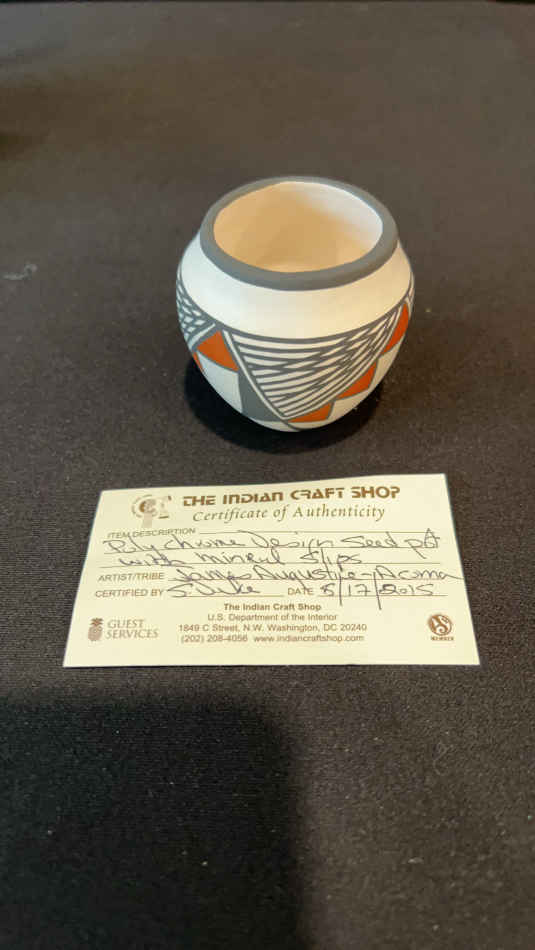 THE INDIAN CRAFT SHOP
Certificate of Authenticity
ITEM DESCRIPTION Polychrome Design Seed pot
with mineral slips
ARTIST/TRIBE James Augustine - Acoma
CERTIFIED BY S. DATE 8/17/2015
The Indian Craft Shop
U.S. Department of the Interior
1849 C Street, N.W. Washington, DC 20240
(202) 208-4056 www.indiancraftshop.com
GUEST
SERVICES
MEMBER